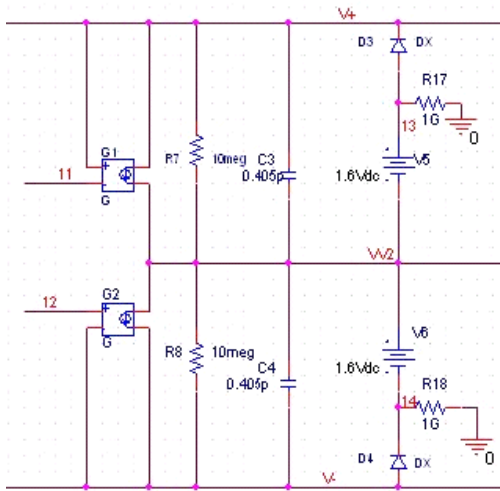 V+
D3 DX
R17
1G
0
13
G1
11
G
R7 10meg
C3
0.405p
V5
1.6Vdc
VV2
12
G2
G
R8 10meg
C4
0.405p
V6
1.6Vdc
R18
14
1G
0
D4 DX
V-